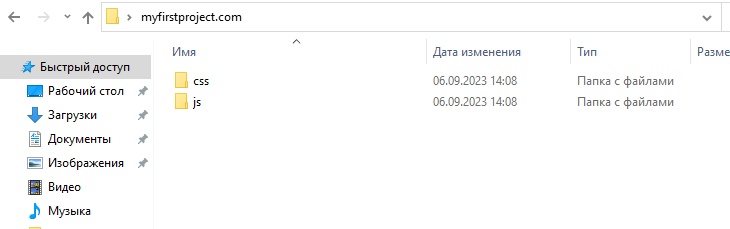 myfirstproject.com
Имя Дата изменения Тип Разме
Быстрый доступ
css 06.09.2023 14:08 Папка с файлами
Рабочий стол
js 06.09.2023 14:08 Папка с файлами
Загрузки
Документы
Изображения
Видео
Музыка